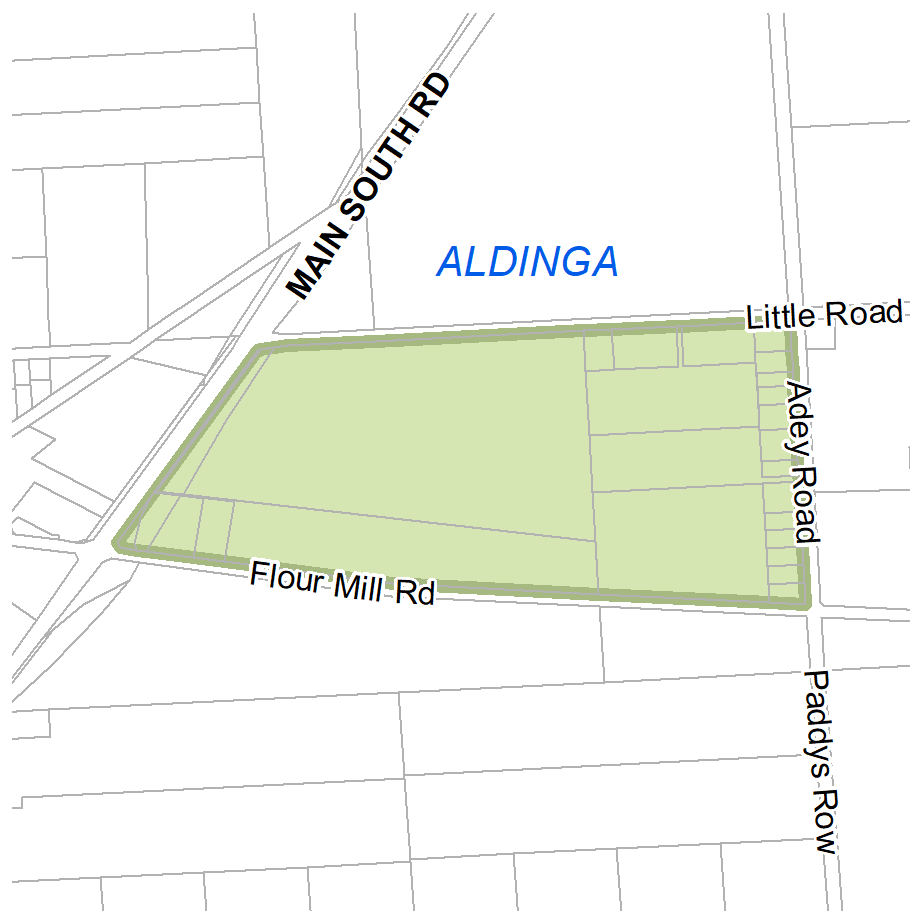 MAIN SOUTH RD
ALDINGA
Little Road
Adey Road
Flour Mill Rd
Paddys Row